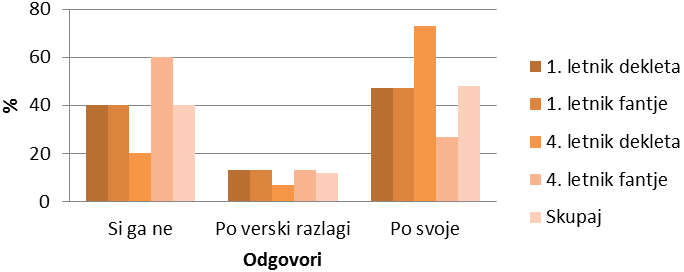 80
60
40
20
0
%
Si ga ne
Po verski razlagi
Po svoje
Odgovori
1. letnik dekleta
1. letnik fantje
4. letnik dekleta
4. letnik fantje
Skupaj